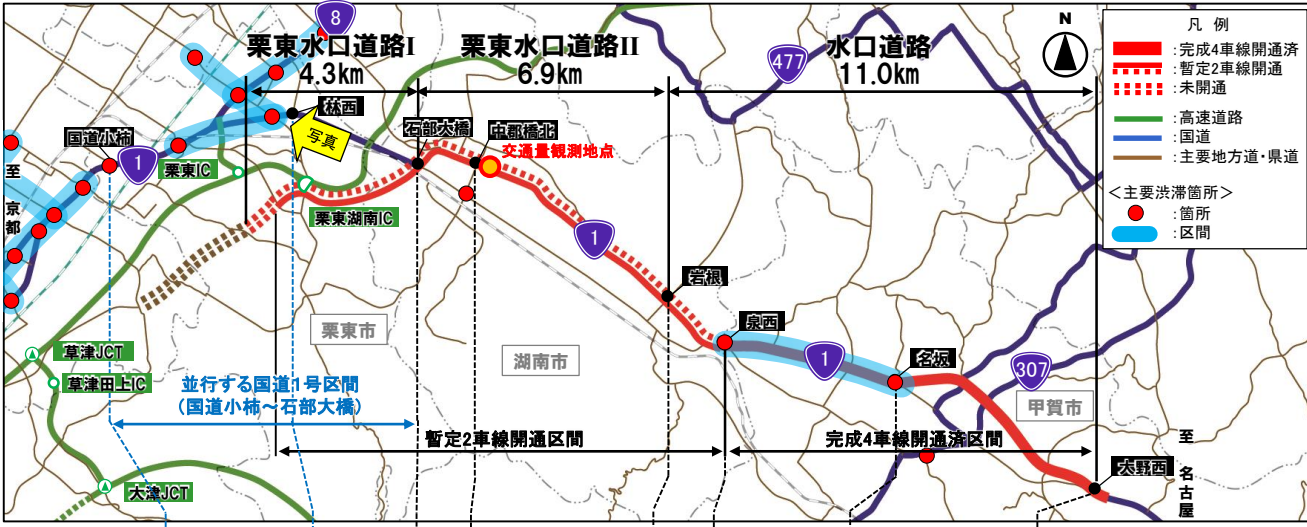 8
栗東水口道路I
4.3km
栗東水口道路II
6.9km
水口道路
11.0km
477
N
凡 例
:完成4車線開通済
:暫定2車線開通
:未開通
:高速道路
:国道
:主要地方道・県道
<主要渋滞箇所>
:箇所
:区間
林西
写真
国道小柿
1
栗東IC
至 京都
石部大橋
中郡橋北
交通量観測地点
栗東湖南IC
1
岩根
栗東市
湖南市
泉西
1
名坂
307
甲賀市
草津JCT
草津田上IC
並行する国道1号区間
(国道小柿~石部大橋)
暫定2車線開通区間
完成4車線開通済区間
大津JCT
大野西
至 名古屋